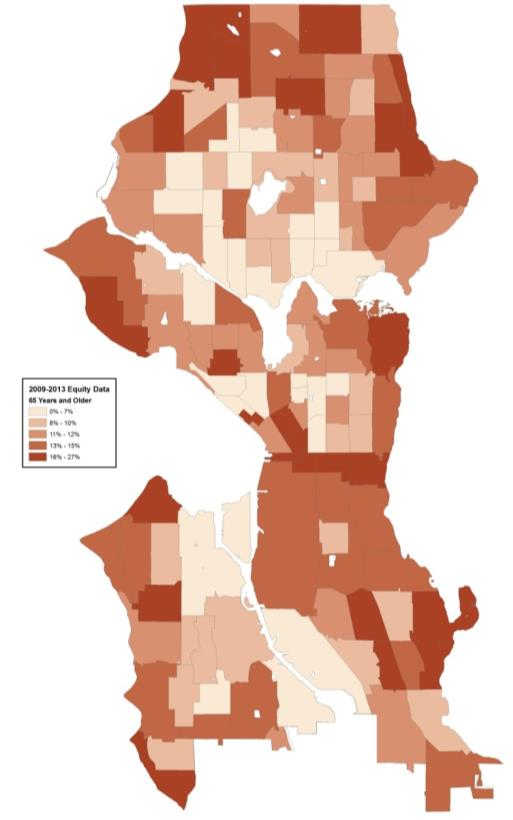 2009-2013 Equity Data
65 Years and Older
0% - 7%
8% - 10%
11% - 12%
13% - 15%
16% - 27%